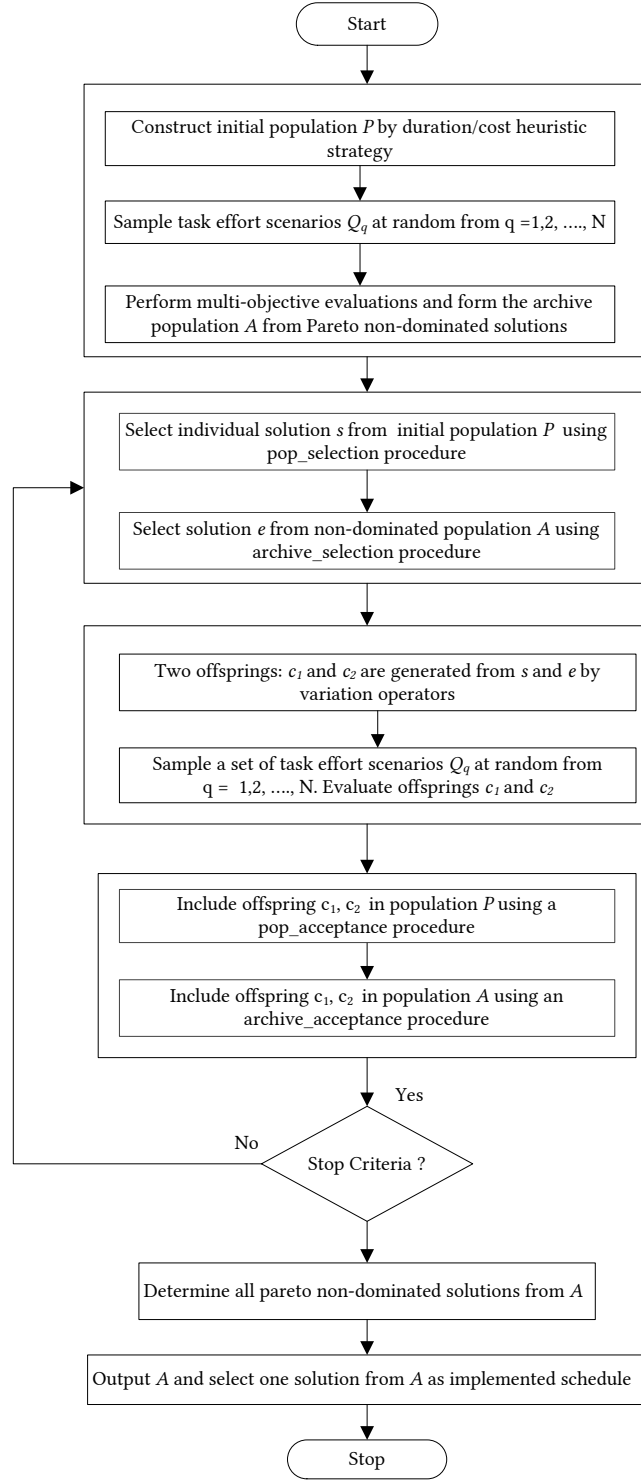 Start
Construct initial population P by duration/cost heuristic
strategy
Sample task effort scenarios Qq at random from q =1,2, …., N
Perform multi-objective evaluations and form the archive
population A from Pareto non-dominated solutions
Select individual solution s from initial population P using
pop_selection procedure
Select solution e from non-dominated population A using
archive_selection procedure
Two offsprings: c1 and c2 are generated from s and e by
variation operators
Sample a set of task effort scenarios Qq at random from
q = 1,2, …., N. Evaluate offsprings c1 and c2
Include offspring c1, c2 in population P using a
pop_acceptance procedure
Include offspring c1, c2 in population A using an
archive_acceptance procedure
Yes
No
Stop Criteria ?
Determine all pareto non-dominated solutions from A
Output A and select one solution from A as implemented schedule
Stop